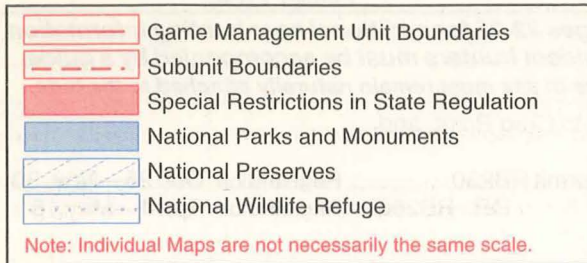 Game Management Unit Boundaries
Subunit Boundaries
Special Restrictions in State Regulation
National Parks and Monuments
National Preserves
National Wildlife Refuge
Note: Individual Maps are not necessarily the same scale.